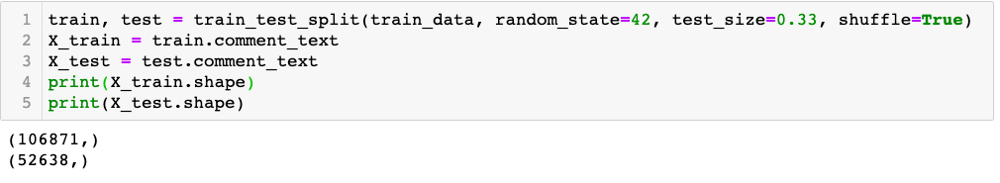 1 train, test = train_test_split(train_data, random_state=42, test_size=0.33, shuffle=True)
2 X_train = train.comment_text
3 X_test = test.comment_text
4 print(X_train.shape)
5 print(X_test.shape)
(106871,)
(52638,)